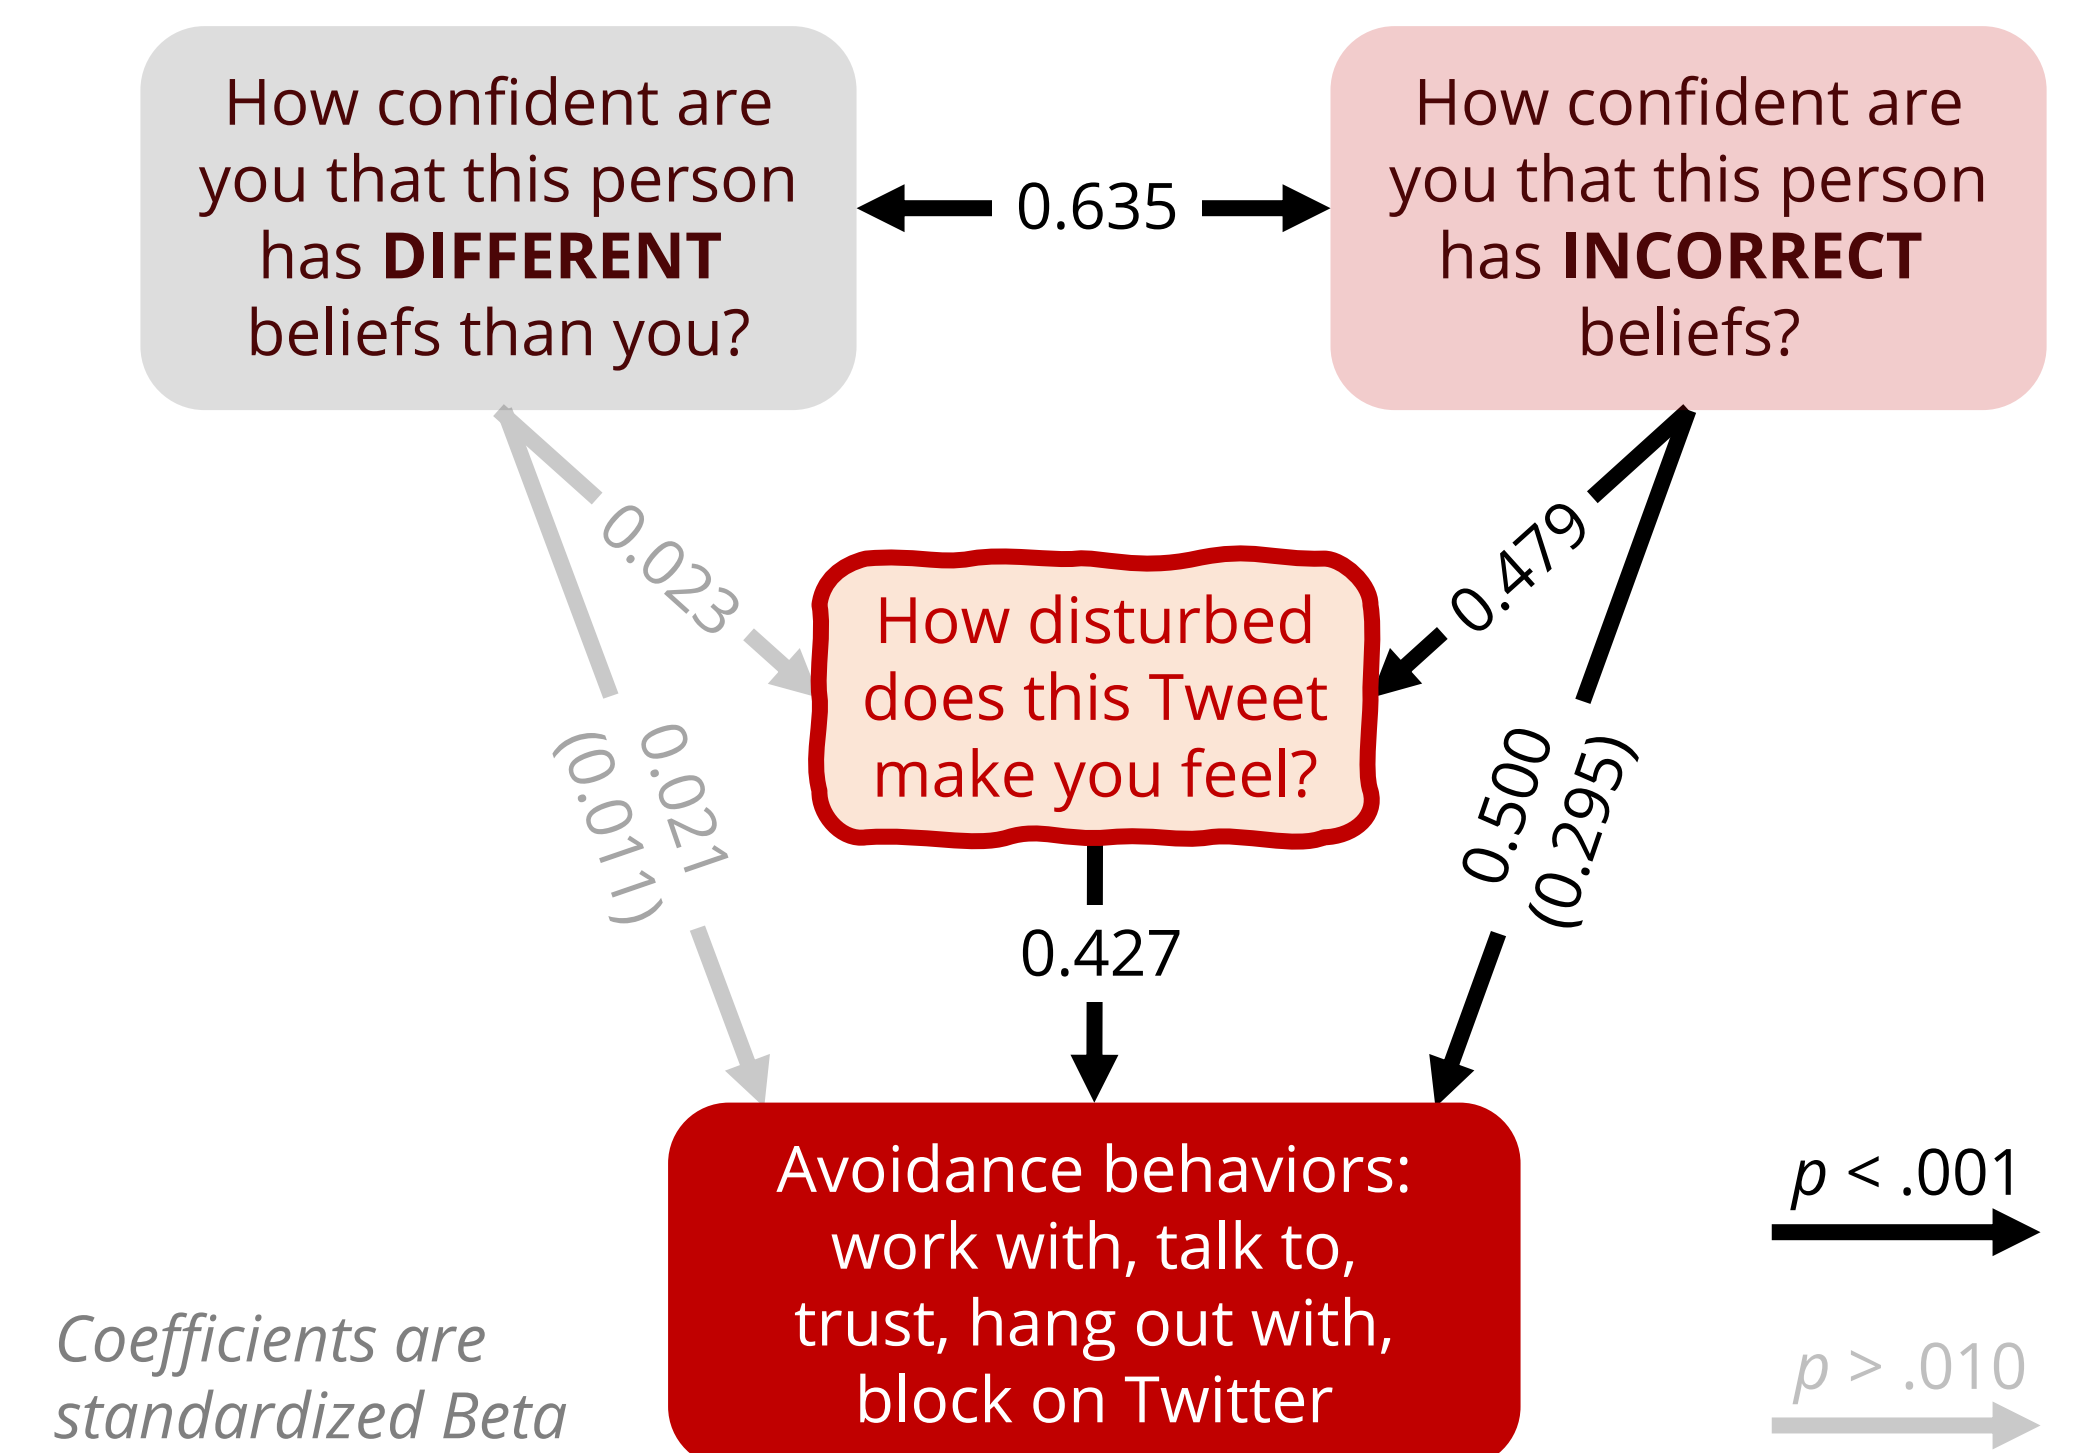 How confident are
you that this person
has DIFFERENT
beliefs than you?
0.635
How confident are
you that this person
has INCORRECT
beliefs?
0.023
0.479
How disturbed
does this Tweet
make you feel?
0.021
(0.011)
0.500
(0.295)
0.427
Avoidance behaviors:
work with, talk to,
trust, hang out with,
block on Twitter
p < .001
p > .010
Coefficients are
standardized Beta